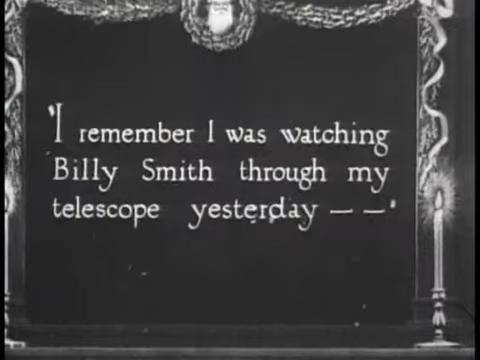 "I remember I was watching
Billy Smith through my
telescope yesterday — —"